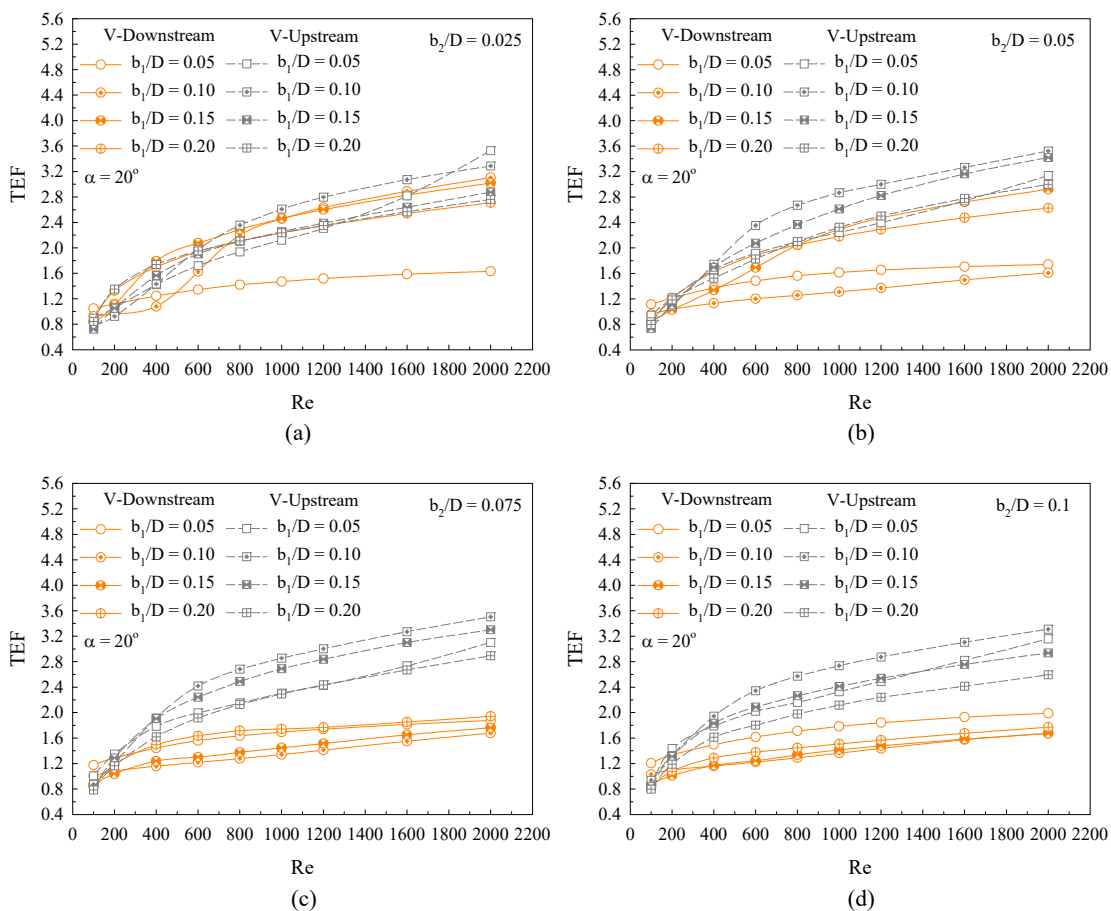 5.6
5.2
4.8
4.4
4.0
3.6
3.2
2.8
2.4
2.0
1.6
1.2
0.8
0.4
TEF
V-Downstream V-Upstream b₂/D = 0.025
b₁/D = 0.05 b₁/D = 0.05
b₁/D = 0.10 b₁/D = 0.10
b₁/D = 0.15 b₁/D = 0.15
b₁/D = 0.20 b₁/D = 0.20
α = 20°
0 200 400 600 800 1000 1200 1400 1600 1800 2000 2200
Re
(a)
5.6
5.2
4.8
4.4
4.0
3.6
3.2
2.8
2.4
2.0
1.6
1.2
0.8
0.4
TEF
V-Downstream V-Upstream b₂/D = 0.05
b₁/D = 0.05 b₁/D = 0.05
b₁/D = 0.10 b₁/D = 0.10
b₁/D = 0.15 b₁/D = 0.15
b₁/D = 0.20 b₁/D = 0.20
α = 20°
0 200 400 600 800 1000 1200 1400 1600 1800 2000 2200
Re
(b)
5.6
5.2
4.8
4.4
4.0
3.6
3.2
2.8
2.4
2.0
1.6
1.2
0.8
0.4
TEF
V-Downstream V-Upstream b₂/D = 0.075
b₁/D = 0.05 b₁/D = 0.05
b₁/D = 0.10 b₁/D = 0.10
b₁/D = 0.15 b₁/D = 0.15
b₁/D = 0.20 b₁/D = 0.20
α = 20°
0 200 400 600 800 1000 1200 1400 1600 1800 2000 2200
Re
(c)
5.6
5.2
4.8
4.4
4.0
3.6
3.2
2.8
2.4
2.0
1.6
1.2
0.8
0.4
TEF
V-Downstream V-Upstream b₂/D = 0.1
b₁/D = 0.05 b₁/D = 0.05
b₁/D = 0.10 b₁/D = 0.10
b₁/D = 0.15 b₁/D = 0.15
b₁/D = 0.20 b₁/D = 0.20
α = 20°
0 200 400 600 800 1000 1200 1400 1600 1800 2000 2200
Re
(d)